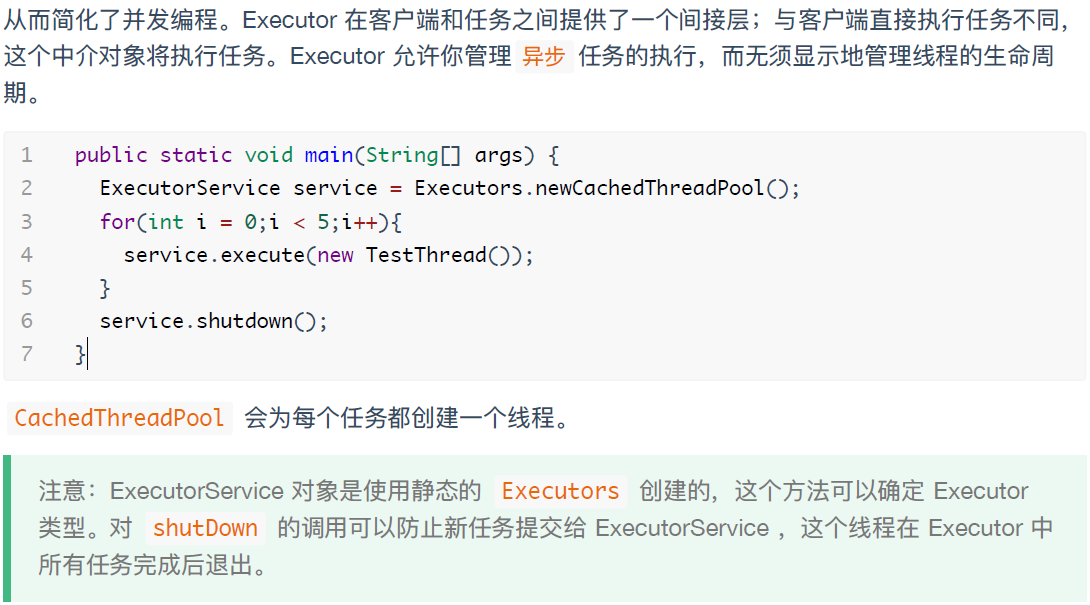 从而简化了并发编程。Executor 在客户端和任务之间提供了一个间接层；与客户端直接执行任务不同，
这个中介对象将执行任务。Executor 允许你管理 异步 任务的执行，而无须显示地管理线程的生命周
期。
1 public static void main(String[] args) {
2 ExecutorService service = Executors.newCachedThreadPool();
3 for(int i = 0;i < 5;i++){
4 service.execute(new TestThread());
5 }
6 service.shutdown();
7 }
CachedThreadPool 会为每个任务都创建一个线程。
注意：ExecutorService 对象是使用静态的 Executors 创建的，这个方法可以确定 Executor
类型。对 shutDown 的调用可以防止新任务提交给 ExecutorService ，这个线程在 Executor 中
所有任务完成后退出。